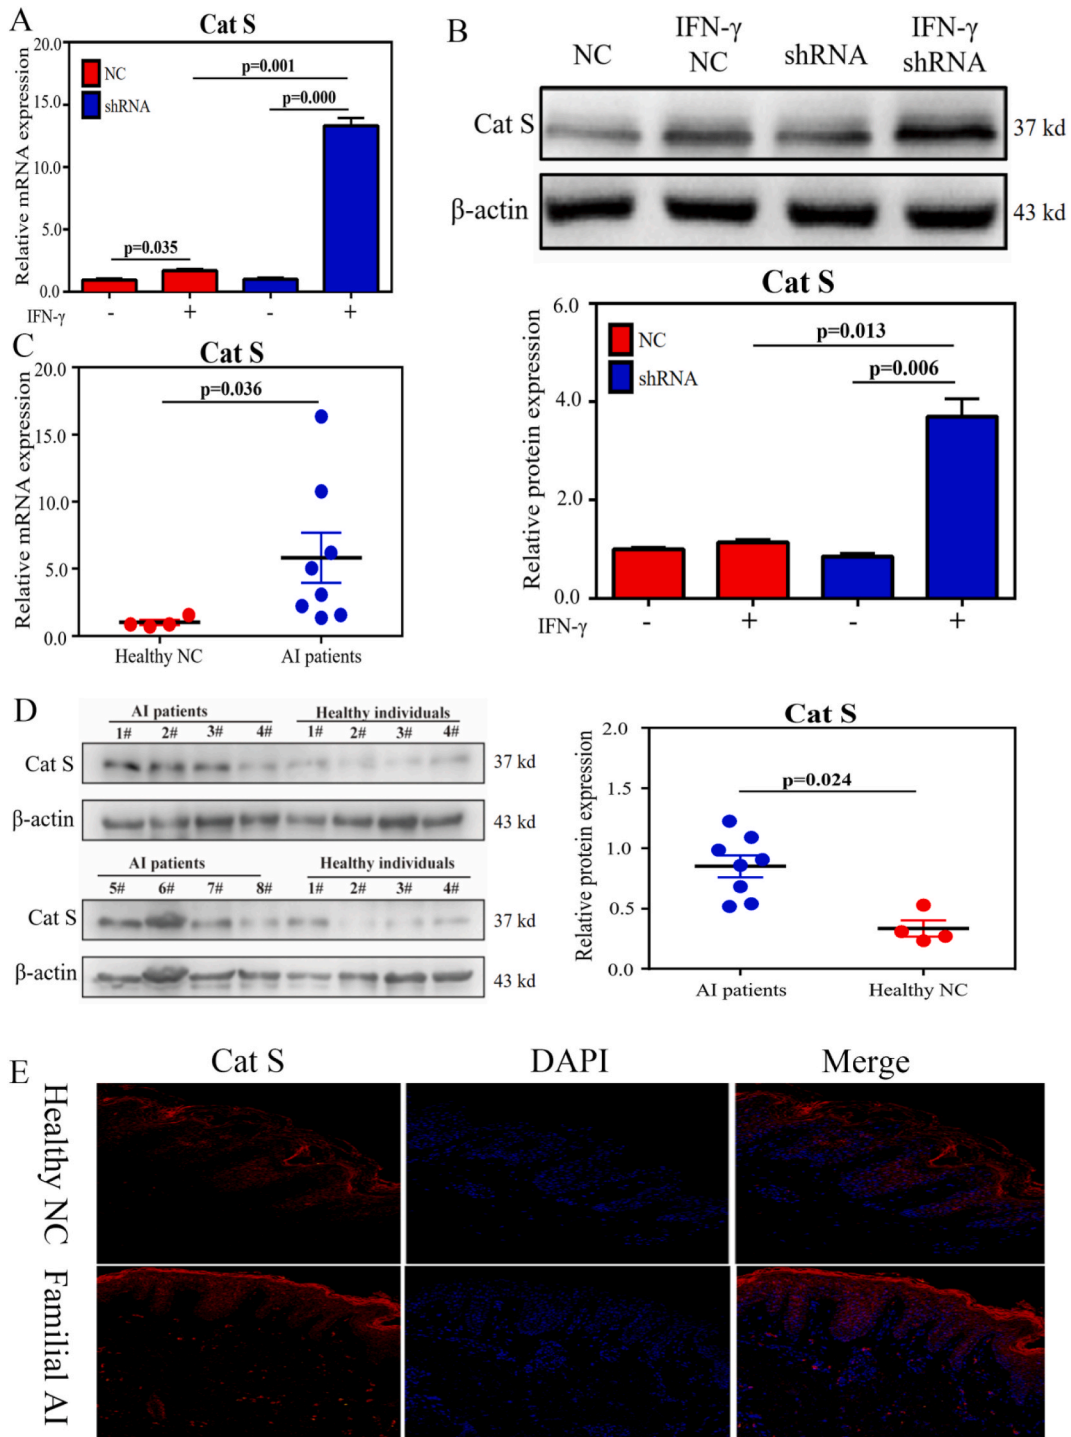 A
Cat S
Relative mRNA expression
20.0
15.0
10.0
5.0
0.0
NC
shRNA
p=0.001
p=0.000
p=0.035
IFN-γ - + - +
B
NC IFN-γ NC shRNA IFN-γ shRNA
Cat S 37 kd
β-actin 43 kd
Cat S
Relative protein expression
6.0
4.0
2.0
0.0
NC
shRNA
p=0.013
p=0.006
IFN-γ - + - +
C
Cat S
Relative mRNA expression
20.0
15.0
10.0
5.0
0.0
p=0.036
Healthy NC AI patients
D
AI patients Healthy individuals
1# 2# 3# 4# 1# 2# 3# 4#
Cat S 37 kd
β-actin 43 kd
AI patients Healthy individuals
5# 6# 7# 8# 1# 2# 3# 4#
Cat S 37 kd
β-actin 43 kd
Cat S
Relative protein expression
2.0
1.5
1.0
0.5
0.0
p=0.024
AI patients Healthy NC
E
Cat S DAPI Merge
Healthy NC
Familial AI